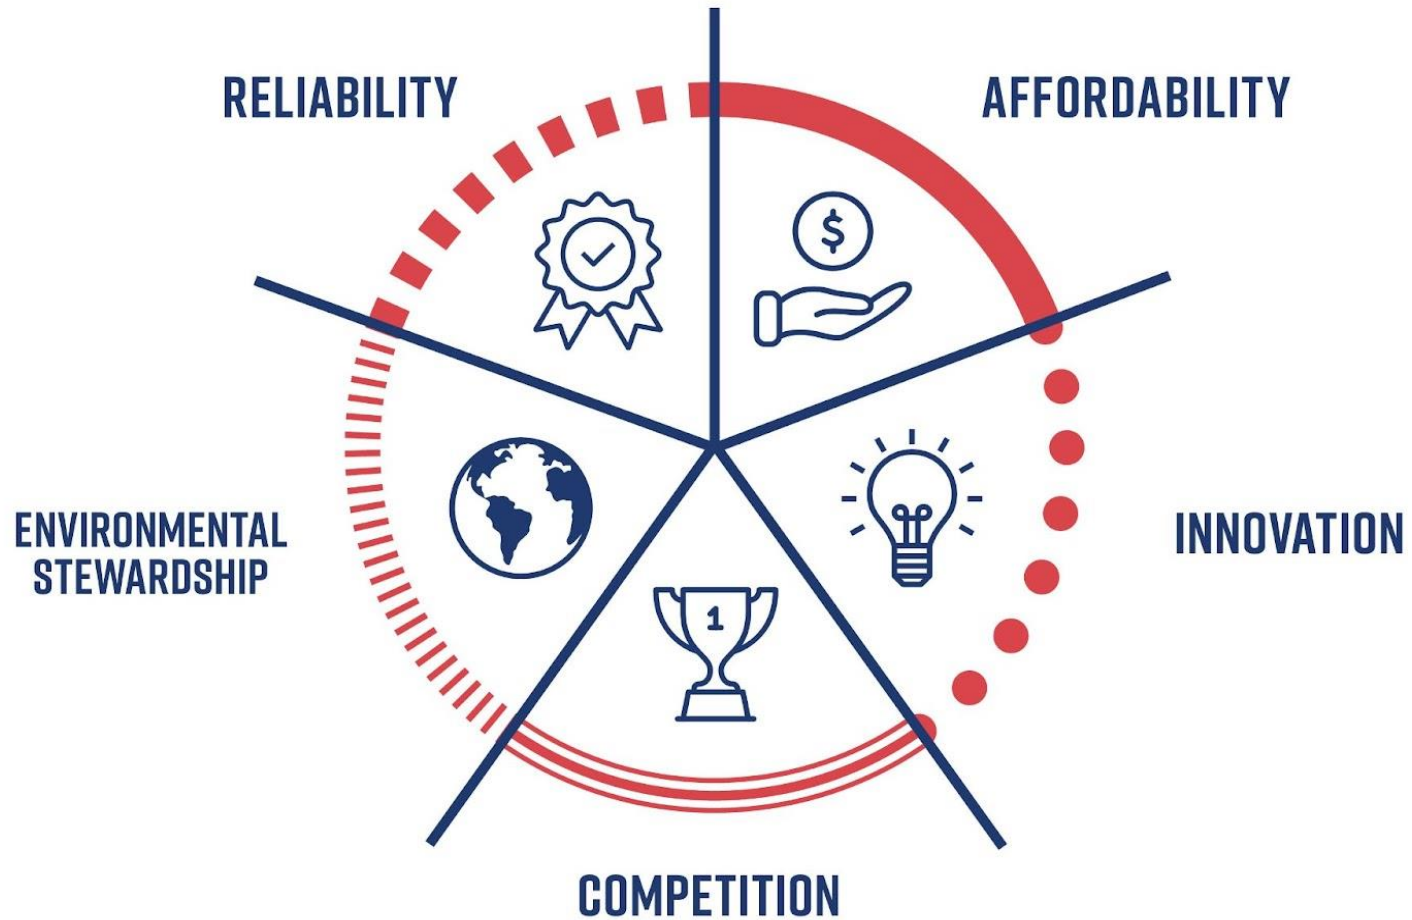 RELIABILITY
AFFORDABILITY
$
ENVIRONMENTAL
STEWARDSHIP
INNOVATION
1
COMPETITION